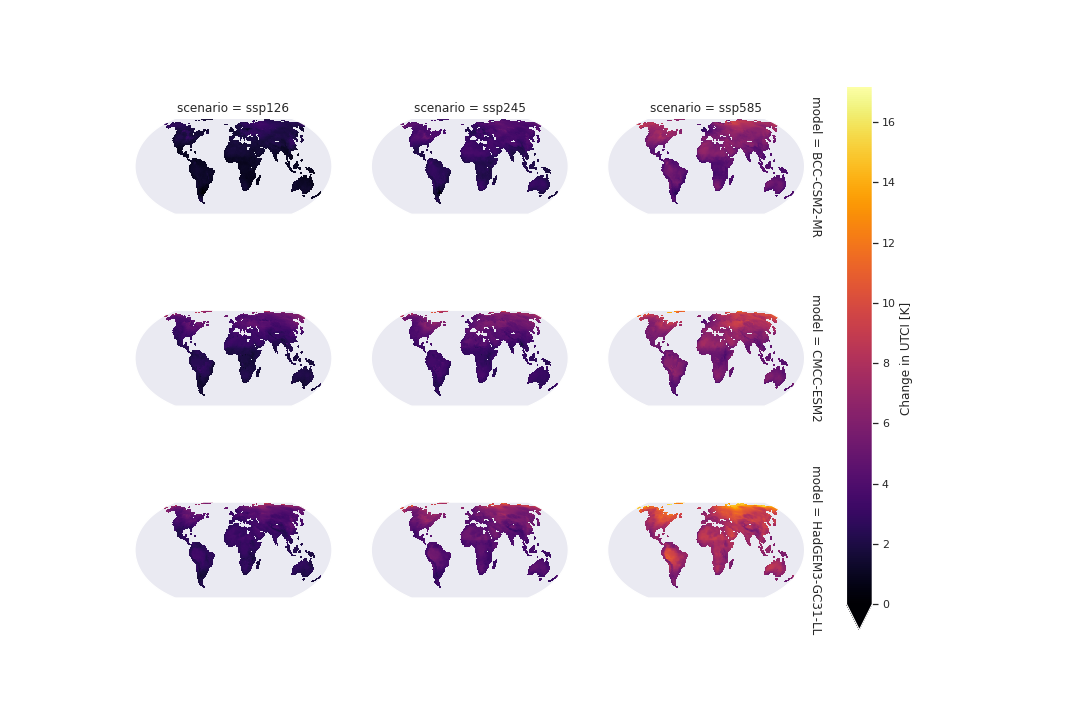 scenario = ssp126
scenario = ssp245
scenario = ssp585
model = BCC-CSM2-MR
model = CMCC-ESM2
model = HadGEM3-GC31-LL
16
14
12
10
8
6
4
2
0
Change in UTCI [K]